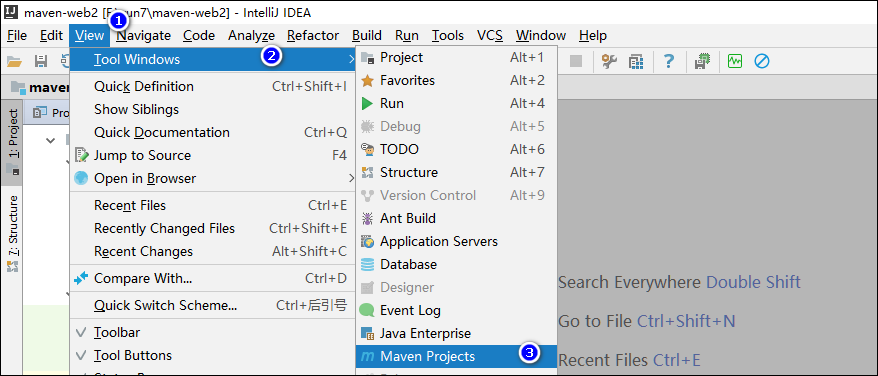 maven-web2 [F:\run7\maven-web2] - IntelliJ IDEA
File Edit View Navigate Code Analyze Refactor Build Run Tools VCS Window Help
1
Tool Windows
2
Quick Definition Ctrl+Shift+I
Show Siblings
Quick Documentation Ctrl+Q
Jump to Source F4
Open in Browser
Recent Files Ctrl+E
Recently Changed Files Ctrl+Shift+E
Recent Changes Alt+Shift+C
Compare With... Ctrl+D
Quick Switch Scheme... Ctrl+后引号
Toolbar
Tool Buttons
Project Alt+1
Favorites Alt+2
Run Alt+4
Debug Alt+5
TODO Alt+6
Structure Alt+7
Version Control Alt+9
Ant Build
Application Servers
Database
Designer
Event Log
Java Enterprise
Maven Projects
3
maven
Pro
1: Project
7: Structure
Search Everywhere Double Shift
Go to File Ctrl+Shift+N
Recent Files Ctrl+E